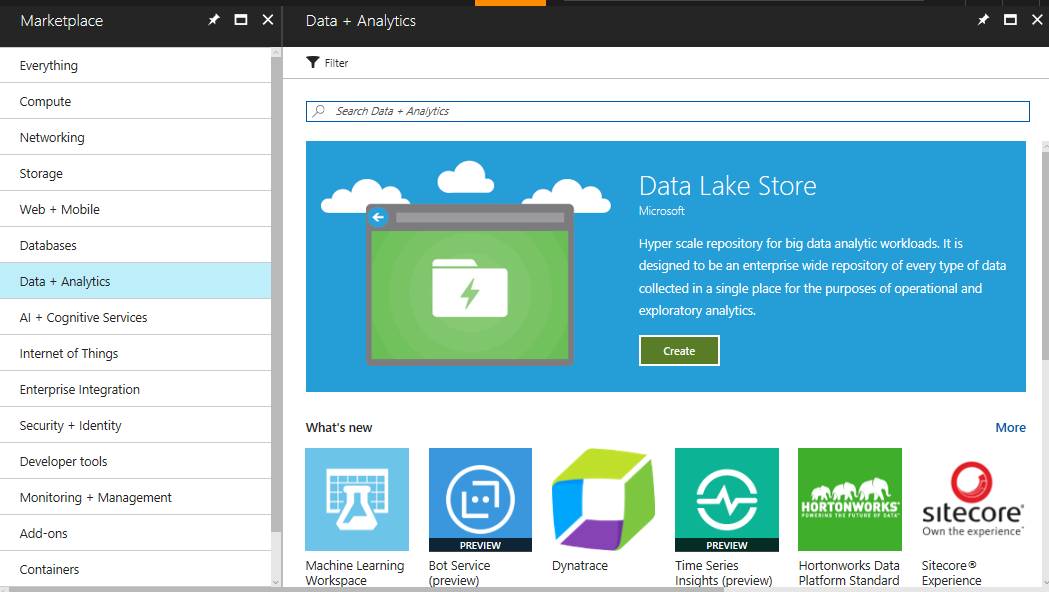 Marketplace
Everything
Compute
Networking
Storage
Web + Mobile
Databases
Data + Analytics
AI + Cognitive Services
Internet of Things
Enterprise Integration
Security + Identity
Developer tools
Monitoring + Management
Add-ons
Containers
Data + Analytics
Filter
Search Data + Analytics
Data Lake Store
Microsoft
Hyper scale repository for big data analytic workloads. It is
designed to be an enterprise wide repository of every type of data
collected in a single place for the purposes of operational and
exploratory analytics.
Create
What's new
More
Machine Learning
Workspace
PREVIEW
Bot Service
(preview)
Dynatrace
PREVIEW
Time Series
Insights (preview)
HORTONWORKS
POWERING THE FUTURE OF DATA
Hortonworks Data
Platform Standard
sitecore®
Own the experience™
Sitecore®
Experience